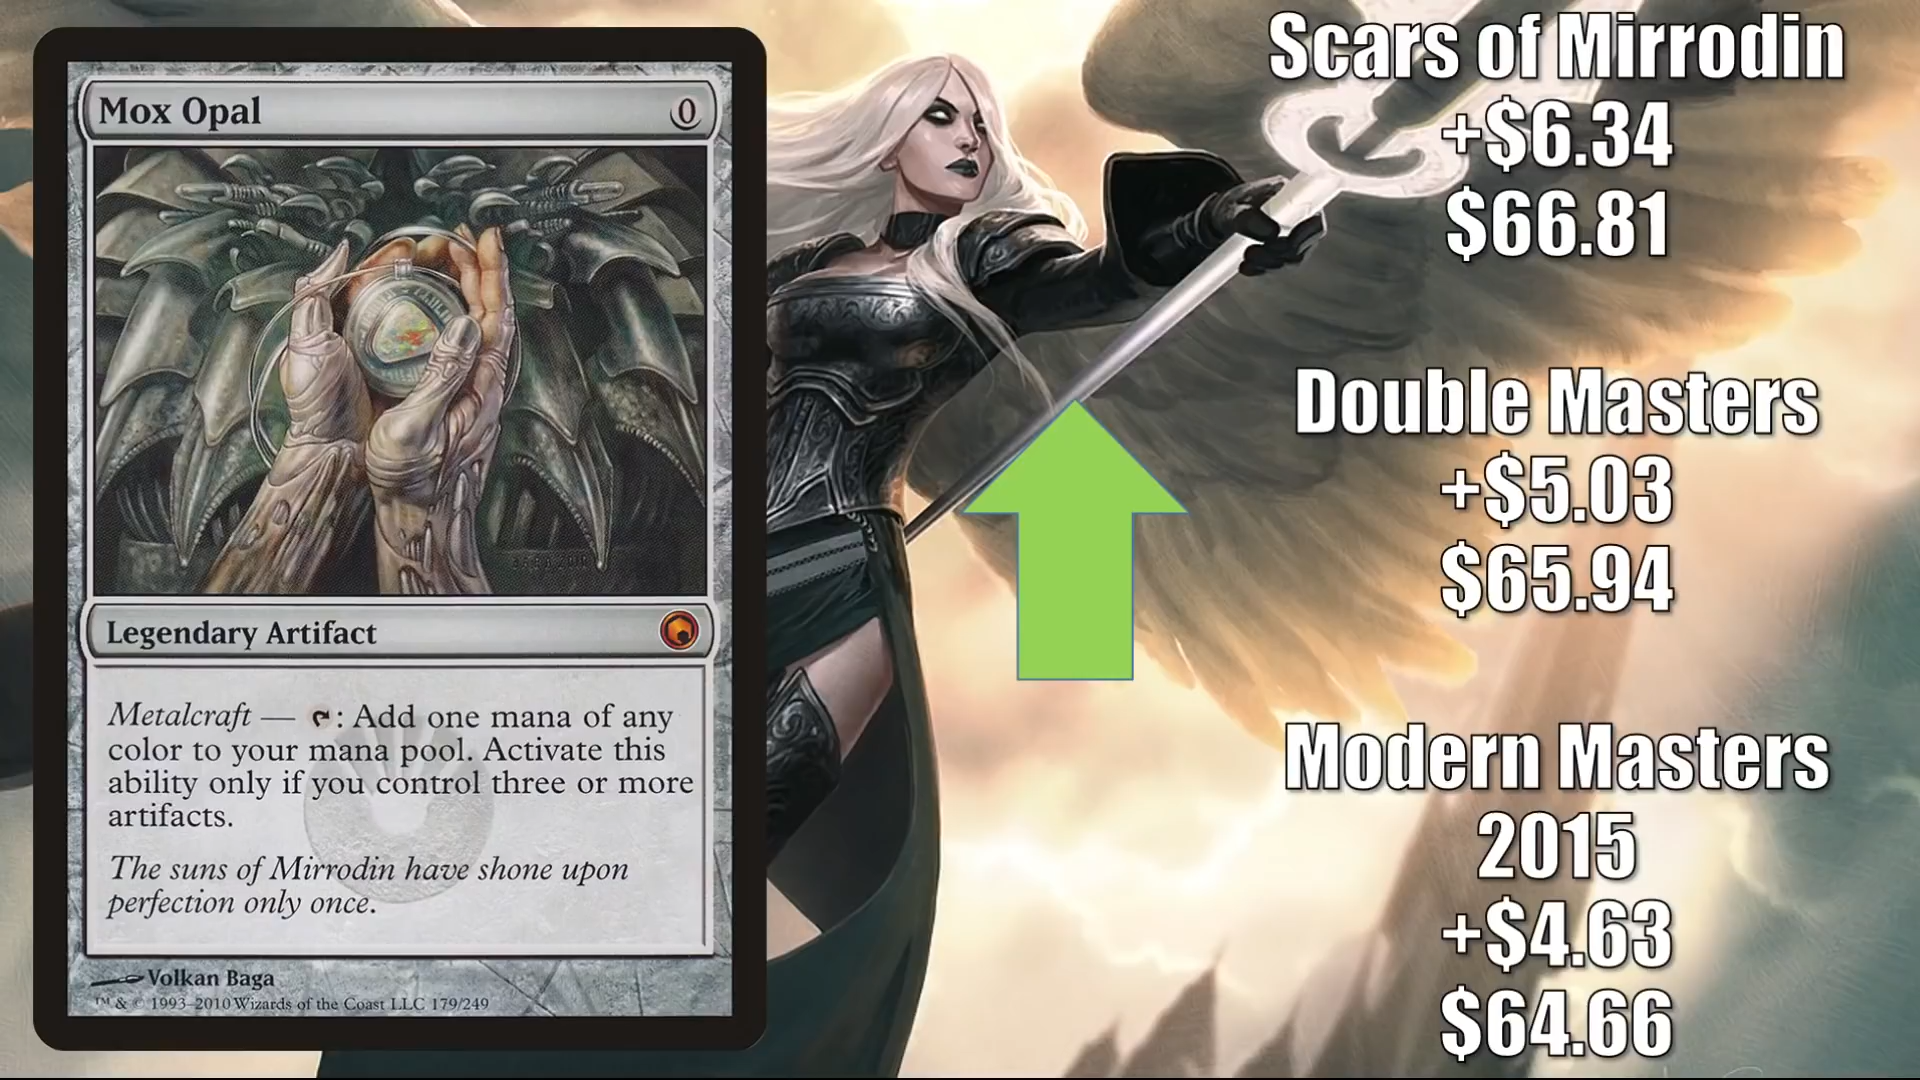 Mox Opal
0
Legendary Artifact
Metalcraft — : Add one mana of any
color to your mana pool. Activate this
ability only if you control three or more
artifacts.
The suns of Mirrodin have shone upon
perfection only once.
Volkan Baga
™ & © 1993–2010 Wizards of the Coast LLC 179/249
Scars of Mirrodin
+$6.34
$66.81
Double Masters
+$5.03
$65.94
Modern Masters
2015
+$4.63
$64.66